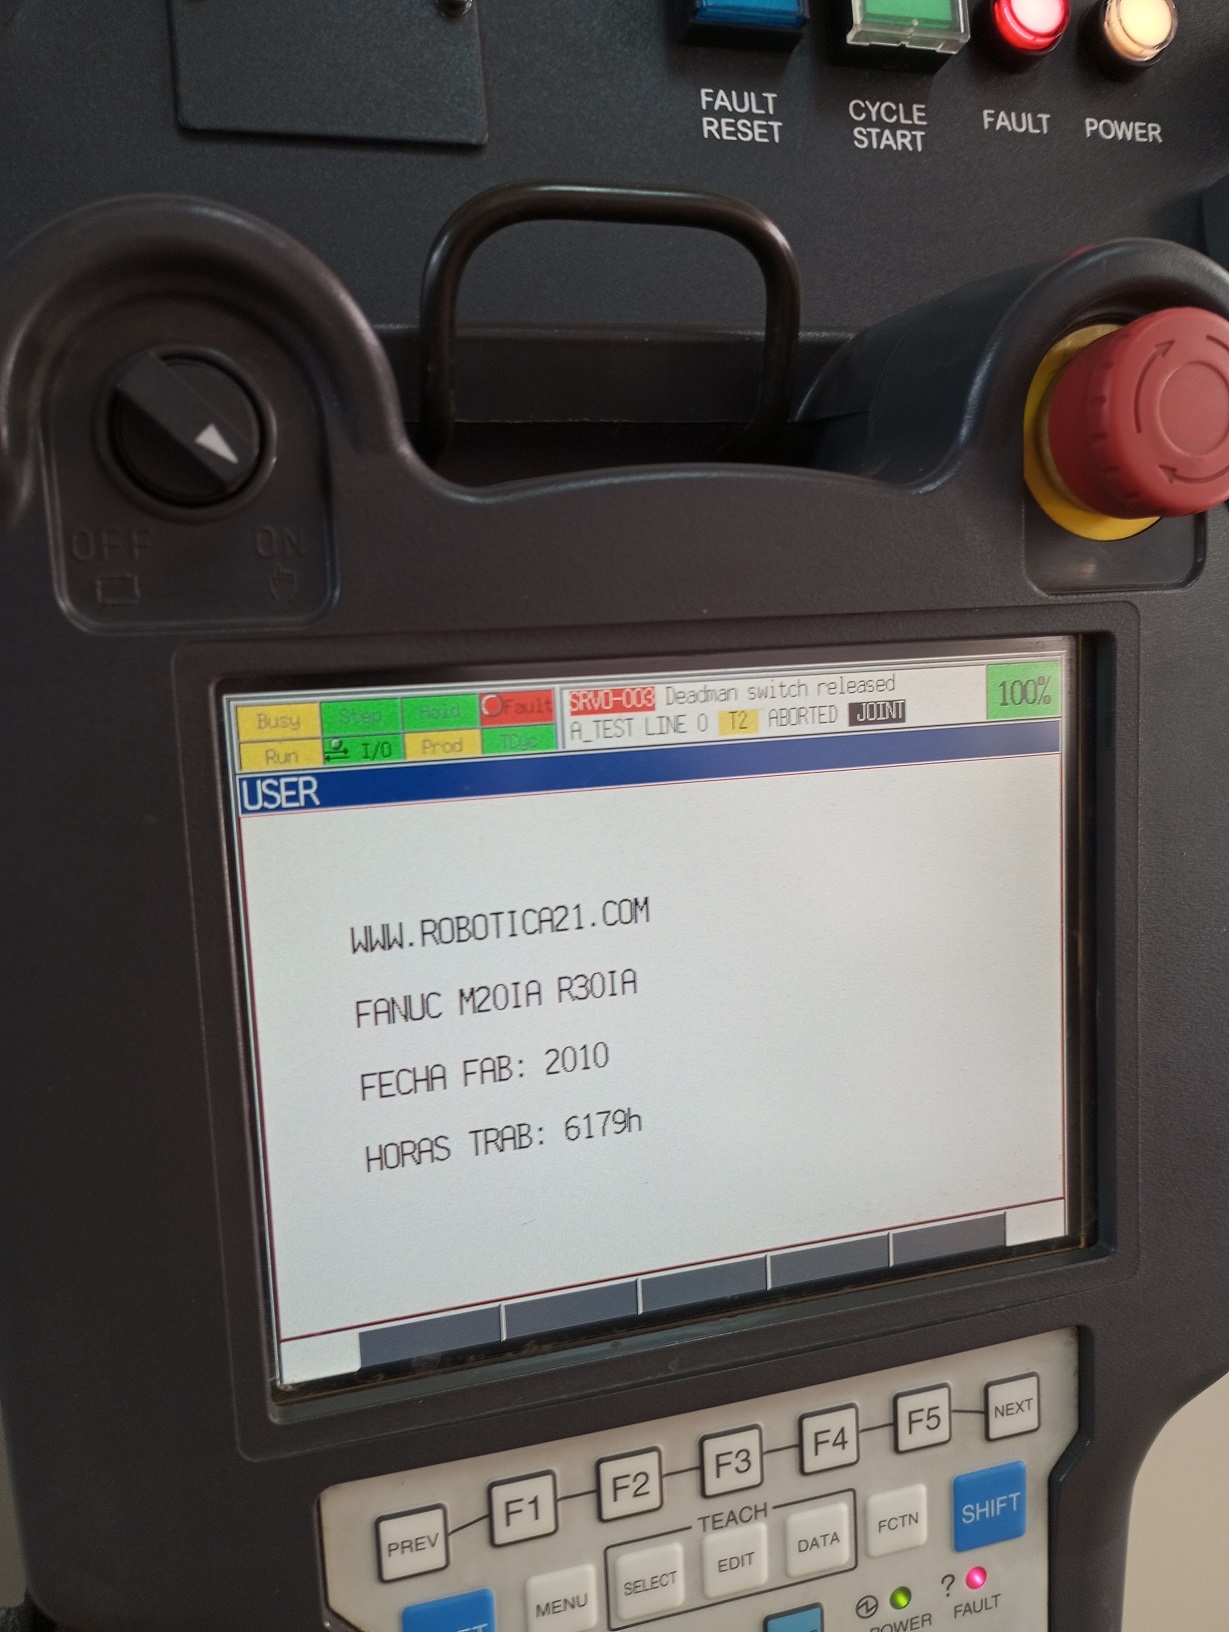 FAULT RESET
CYCLE START
FAULT
POWER
OFF
ON
Busy Step Hold Fault
SRVO-003 Deadman switch released
Run I/O Prod
A_TEST LINE 0 T2 ABORTED JOINT
100%
USER
WWW.ROBOTICA21.COM
FANUC M20IA R30IA
FECHA FAB: 2010
HORAS TRAB: 6179h
PREV F1 F2 F3 F4 F5 NEXT
TEACH
MENU SELECT EDIT DATA FCTN SHIFT
POWER
? FAULT